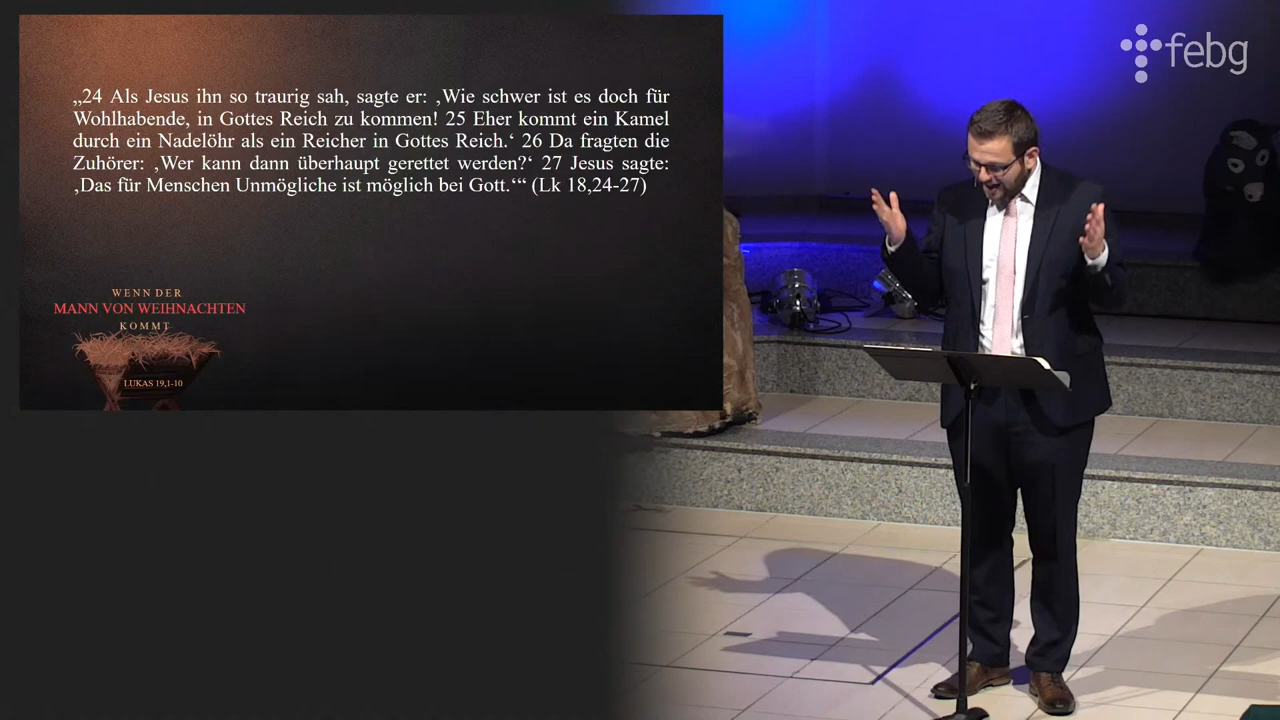 „24 Als Jesus ihn so traurig sah, sagte er: ‚Wie schwer ist es doch für
Wohlhabende, in Gottes Reich zu kommen! 25 Eher kommt ein Kamel
durch ein Nadelöhr als ein Reicher in Gottes Reich.‘ 26 Da fragten die
Zuhörer: ‚Wer kann dann überhaupt gerettet werden?‘ 27 Jesus sagte:
‚Das für Menschen Unmögliche ist möglich bei Gott.‘“ (Lk 18,24-27)
WENN DER
MANN VON WEIHNACHTEN
KOMMT
LUKAS 19,1-10
febg